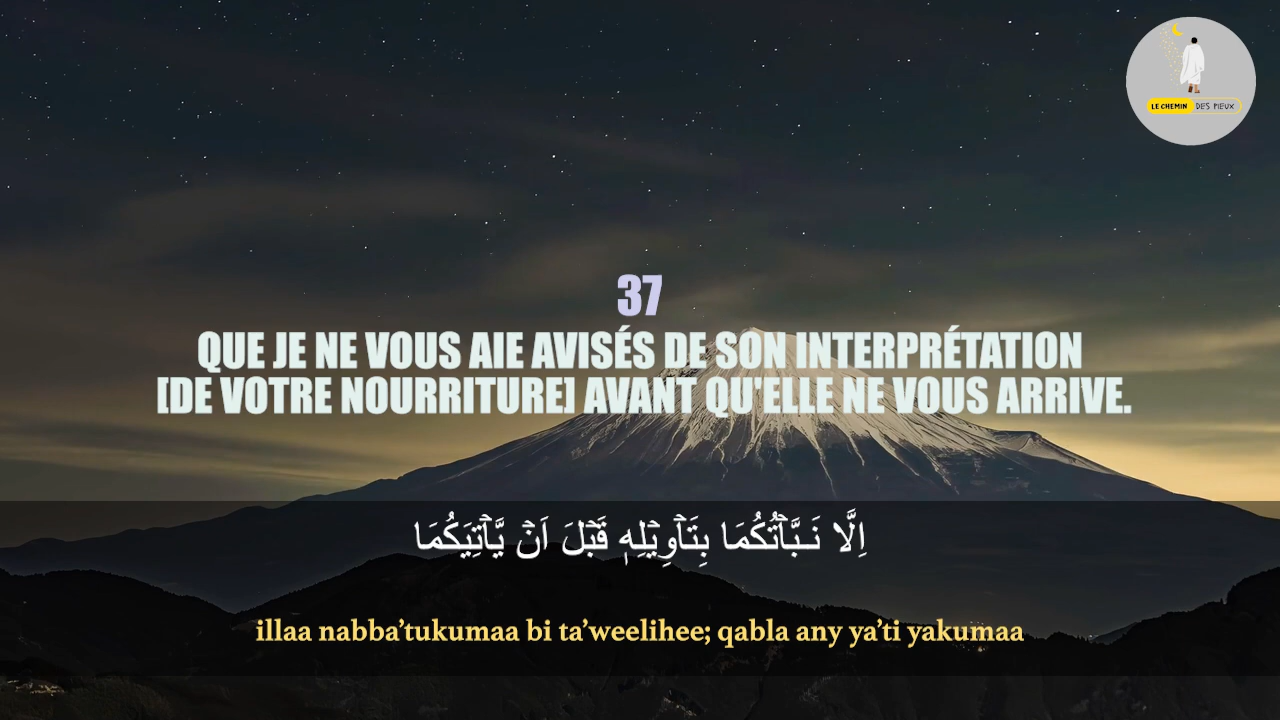 LE CHEMIN DES PIEUX
37
QUE JE NE VOUS AIE AVISÉS DE SON INTERPRÉTATION
[DE VOTRE NOURRITURE] AVANT QU'ELLE NE VOUS ARRIVE.
اِلَّا نَـبَّاۡتُكُمَا بِتَاۡوِيۡلِهٖ قَبۡلَ اَنۡ يَّاۡتِيَكُمَا‌
illaa nabba’tukumaa bi ta’weelihee; qabla any ya’ti yakumaa